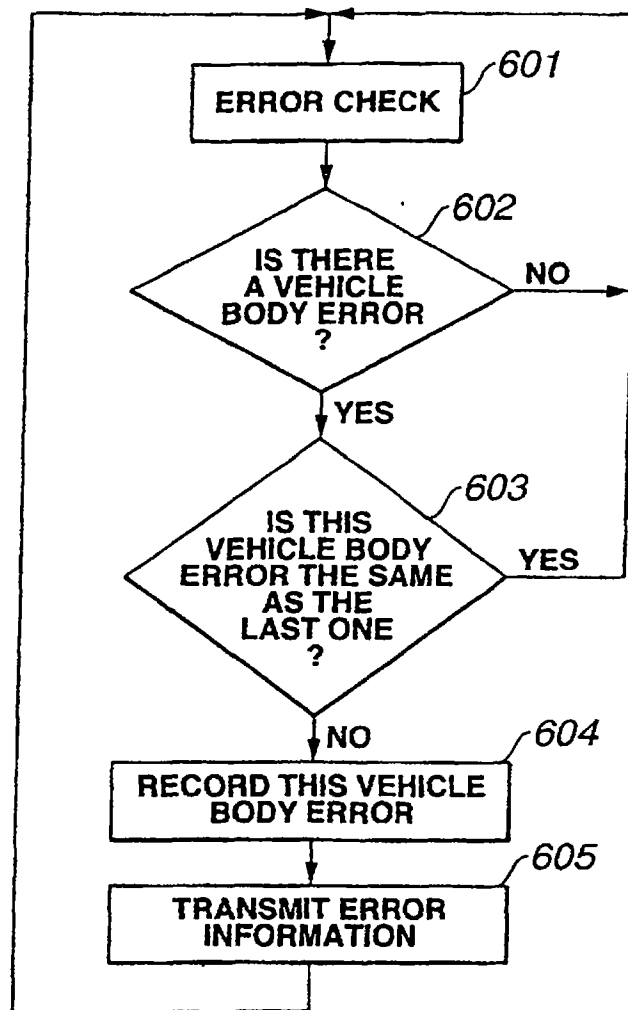 601
ERROR CHECK
602
IS THERE
A VEHICLE
BODY ERROR
?
NO
YES
603
IS THIS
VEHICLE BODY
ERROR THE SAME
AS THE
LAST ONE
?
YES
NO
604
RECORD THIS VEHICLE
BODY ERROR
605
TRANSMIT ERROR
INFORMATION